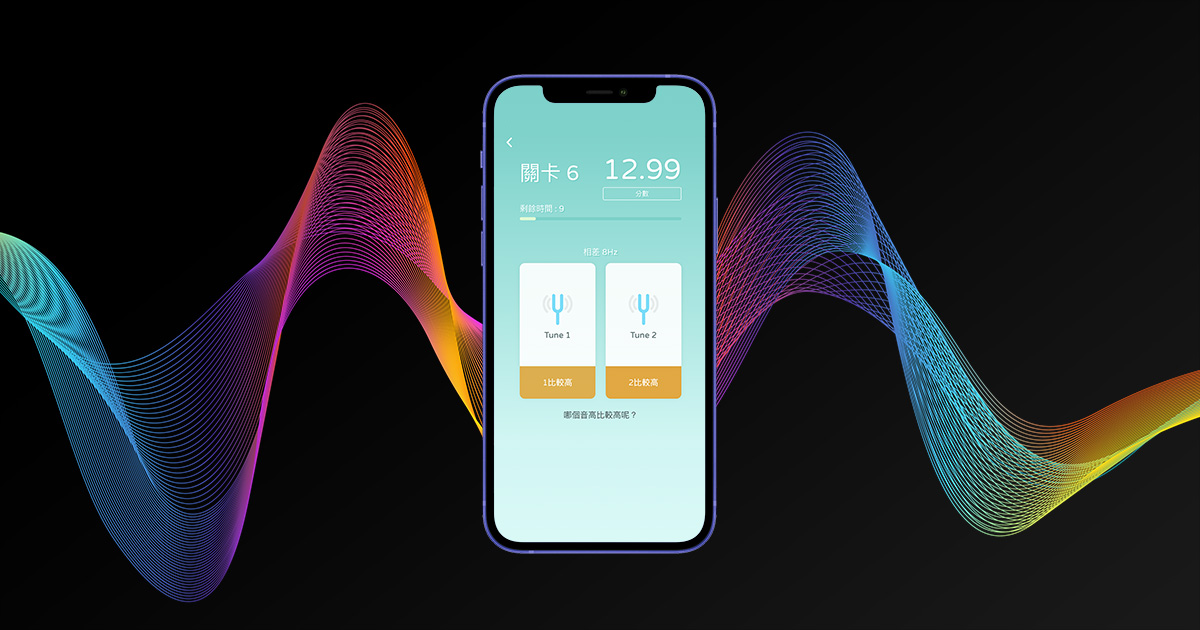 關卡 6
12.99
分數
剩餘時間 : 9
相差 8Hz
Tune 1
Tune 2
1比較高
2比較高
哪個音高比較高呢？